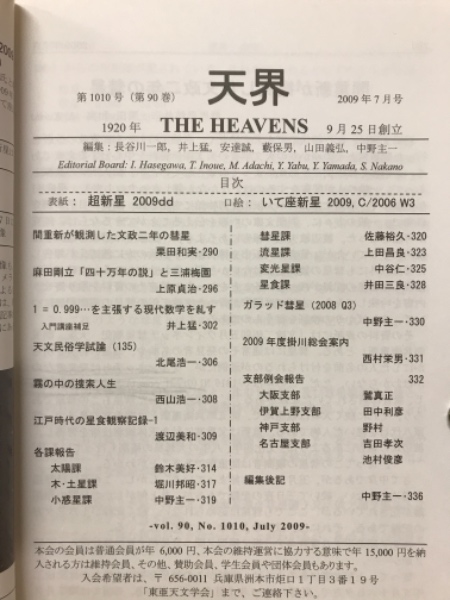 天界
第1010号（第90巻）
2009年7月号
1920年 THE HEAVENS 9月25日創立
編集：長谷川一郎, 井上猛, 安達誠, 藪保男, 山田義弘, 中野主一
Editorial Board: I. Hasegawa, T. Inoue, M. Adachi, Y. Yabu, Y. Yamada, S. Nakano
目次
表紙： 超新星 2009dd
口絵： いて座新星 2009, C/2006 W3
間重新が観測した文政二年の彗星
栗田和実・290
麻田剛立「四十万年の説」と三浦梅園
上原貞治・296
1＝0.999…を主張する現代数学を糺す
入門講座補足 井上猛・302
天文民俗学試論（135）
北尾浩一・306
霧の中の捜索人生
西山浩一・308
江戸時代の星食観察記録-1
渡辺美和・309
各課報告
太陽課 鈴木美好・314
木・土星課 堀川邦昭・317
小惑星課 中野主一・319
彗星課 佐藤裕久・320
流星課 上田昌良・323
変光星課 中谷仁・325
星食課 井田三良・328
ガラッド彗星（2008 Q3）
中野主一・330
2009年度掛川総会案内
西村栄男・331
支部例会報告 332
大阪支部 鷲真正
伊賀上野支部 田中利彦
神戸支部 野村
名古屋支部 吉田孝次
池村俊彦
編集後記
中野主一・336
-vol. 90, No. 1010, July 2009-
本会の会員は普通会員が年 6,000円、本会の維持運営に協力する意味で年 15,000円を納
入される方は維持会員、その他、賛助会員、学生会員や団体会員もあります。
入会希望者は、〒 656-0011 兵庫県洲本市炬口1丁目3番19号
「東亜天文学会」まで、ご連絡下さい。